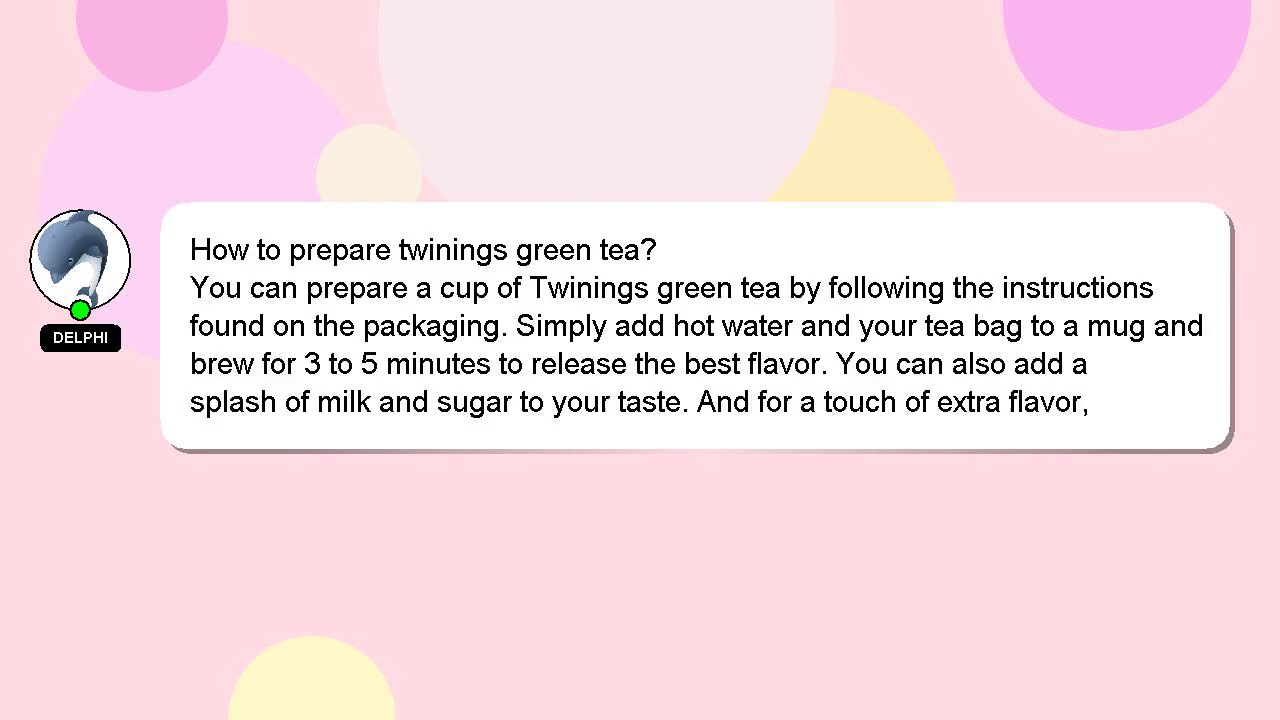 How to prepare twinings green tea?
You can prepare a cup of Twinings green tea by following the instructions
found on the packaging. Simply add hot water and your tea bag to a mug and
brew for 3 to 5 minutes to release the best flavor. You can also add a
splash of milk and sugar to your taste. And for a touch of extra flavor,
DELPHI